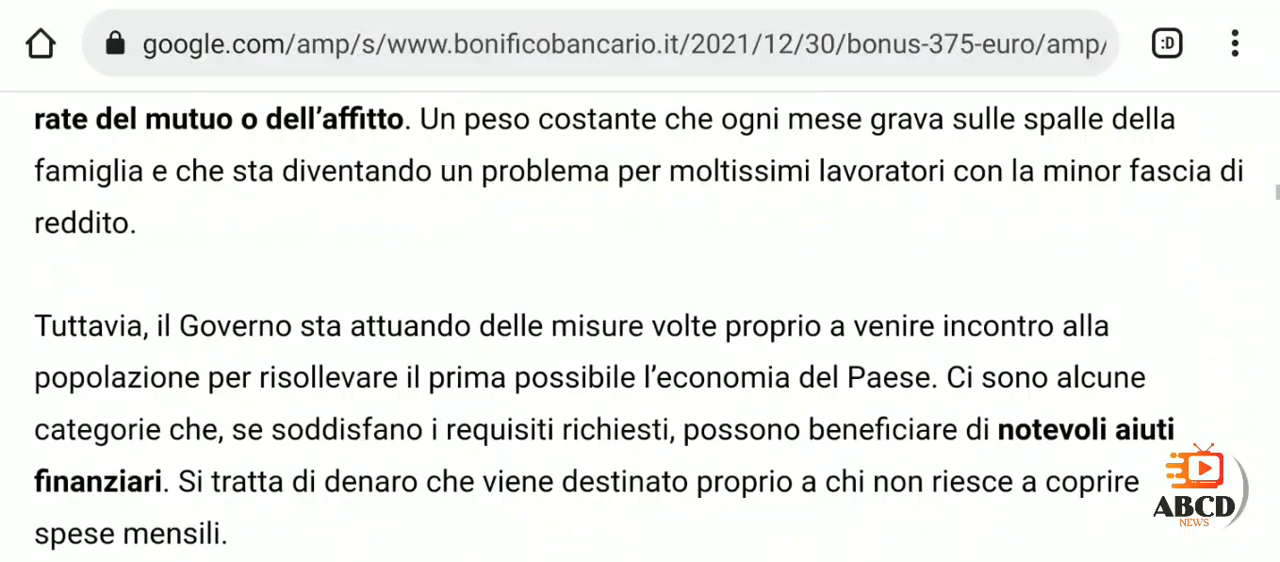 google.com/amp/s/www.bonificobancario.it/2021/12/30/bonus-375-euro/amp/
:D
rate del mutuo o dell’affitto. Un peso costante che ogni mese grava sulle spalle della
famiglia e che sta diventando un problema per moltissimi lavoratori con la minor fascia di
reddito.
Tuttavia, il Governo sta attuando delle misure volte proprio a venire incontro alla
popolazione per risollevare il prima possibile l’economia del Paese. Ci sono alcune
categorie che, se soddisfano i requisiti richiesti, possono beneficiare di notevoli aiuti
finanziari. Si tratta di denaro che viene destinato proprio a chi non riesce a coprire
spese mensili.
ABCD
NEWS